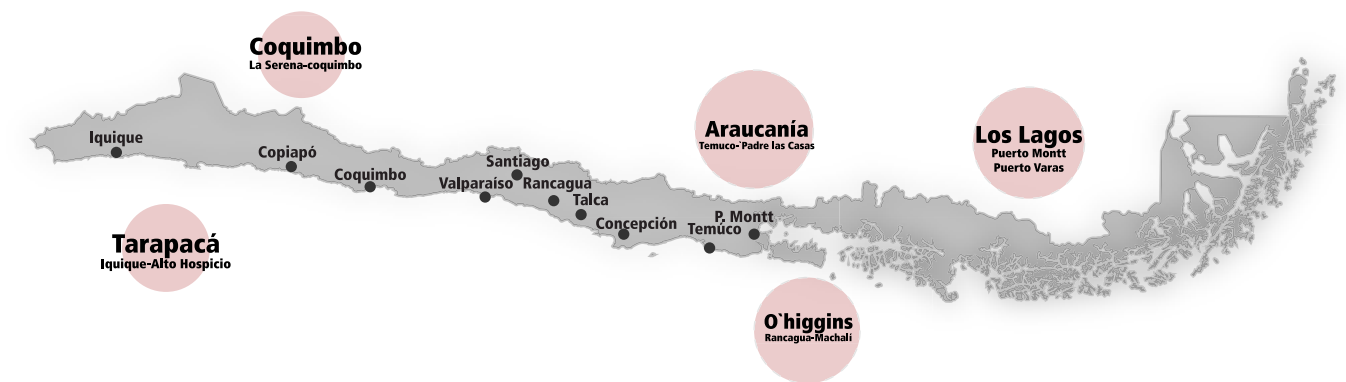 Coquimbo
La Serena-coquimbo
Tarapacá
Iquique-Alto Hospicio
Iquique
Copiapó
Coquimbo
Valparaíso
Santiago
Rancagua
Talca
Concepción
Temúco
P. Montt
Araucanía
Temuco-`Padre las Casas
O`higgins
Rancagua-Machalí
Los Lagos
Puerto Montt
Puerto Varas